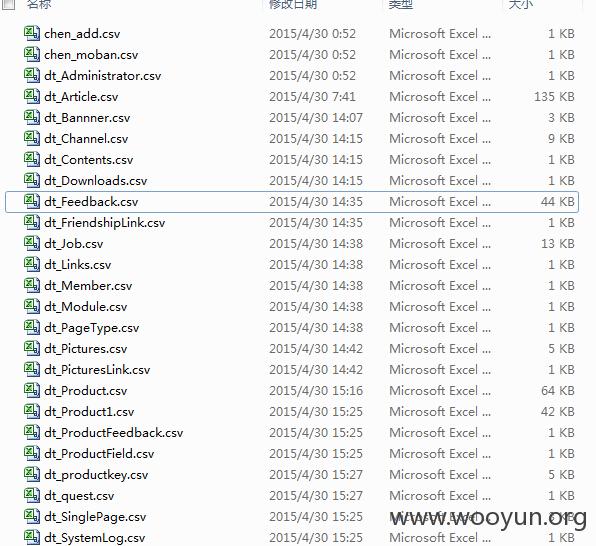 名称 修改日期 类型 大小
chen_add.csv 2015/4/30 0:52 Microsoft Excel ... 1 KB
chen_moban.csv 2015/4/30 0:52 Microsoft Excel ... 1 KB
dt_Administrator.csv 2015/4/30 0:52 Microsoft Excel ... 1 KB
dt_Article.csv 2015/4/30 7:41 Microsoft Excel ... 135 KB
dt_Bannner.csv 2015/4/30 14:07 Microsoft Excel ... 3 KB
dt_Channel.csv 2015/4/30 14:15 Microsoft Excel ... 9 KB
dt_Contents.csv 2015/4/30 14:15 Microsoft Excel ... 1 KB
dt_Downloads.csv 2015/4/30 14:15 Microsoft Excel ... 1 KB
dt_Feedback.csv 2015/4/30 14:35 Microsoft Excel ... 44 KB
dt_FriendshipLink.csv 2015/4/30 14:35 Microsoft Excel ... 1 KB
dt_Job.csv 2015/4/30 14:38 Microsoft Excel ... 13 KB
dt_Links.csv 2015/4/30 14:38 Microsoft Excel ... 1 KB
dt_Member.csv 2015/4/30 14:38 Microsoft Excel ... 1 KB
dt_Module.csv 2015/4/30 14:38 Microsoft Excel ... 1 KB
dt_PageType.csv 2015/4/30 14:38 Microsoft Excel ... 1 KB
dt_Pictures.csv 2015/4/30 14:42 Microsoft Excel ... 5 KB
dt_PicturesLink.csv 2015/4/30 14:42 Microsoft Excel ... 1 KB
dt_Product.csv 2015/4/30 15:16 Microsoft Excel ... 64 KB
dt_Product1.csv 2015/4/30 15:25 Microsoft Excel ... 42 KB
dt_ProductFeedback.csv 2015/4/30 15:25 Microsoft Excel ... 1 KB
dt_ProductField.csv 2015/4/30 15:25 Microsoft Excel ... 1 KB
dt_productkey.csv 2015/4/30 15:27 Microsoft Excel ... 5 KB
dt_quest.csv 2015/4/30 15:27 Microsoft Excel ... 1 KB
dt_SinglePage.csv 2015/4/30 15:25 Microsoft Excel ... KB
www.wooyun.org
dt_SystemLog.csv 2015/4/30 15:25 Microsoft Excel ... 1 KB